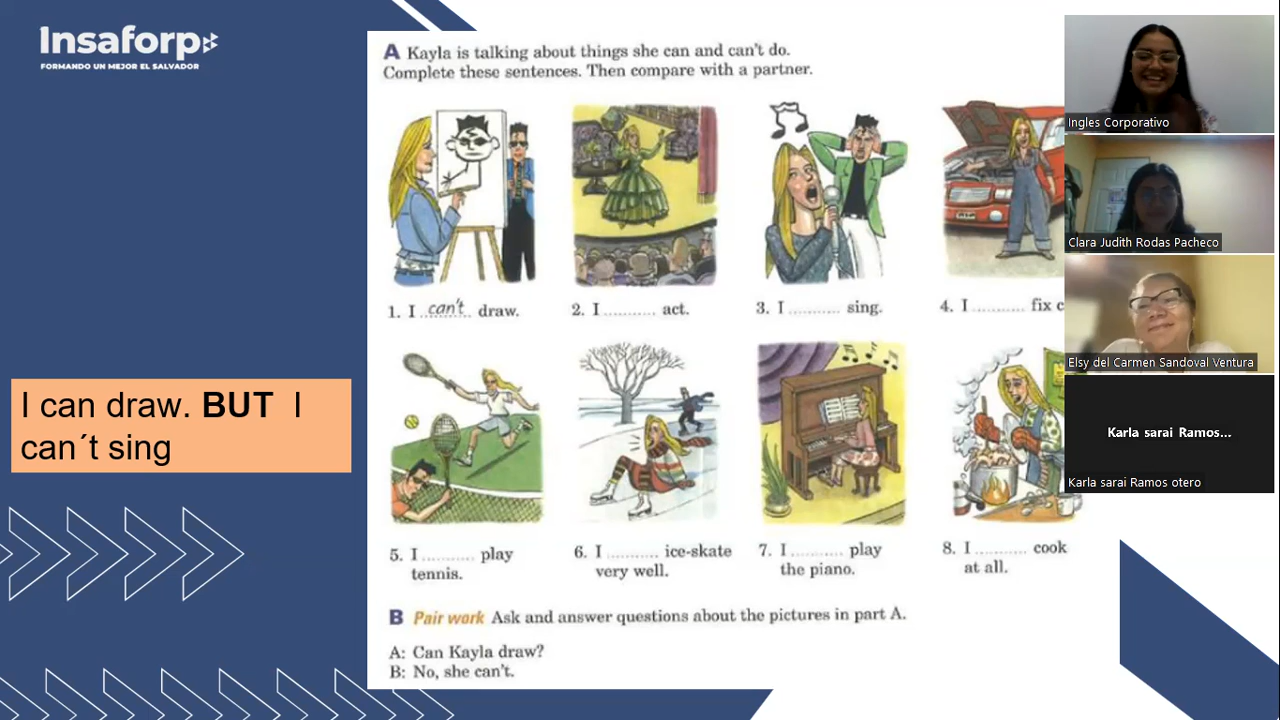 Insaforp
FORMANDO UN MEJOR EL SALVADOR
A Kayla is talking about things she can and can't do.
Complete these sentences. Then compare with a partner.
1. I can't draw.
2. I .......... act.
3. I .......... sing.
4. I .......... fix c
5. I .......... play
tennis.
6. I .......... ice-skate
very well.
7. I .......... play
the piano.
8. I .......... cook
at all.
B Pair work Ask and answer questions about the pictures in part A.
A: Can Kayla draw?
B: No, she can't.
I can draw. BUT I
can´t sing
Ingles Corporativo
Clara Judith Rodas Pacheco
Elsy del Carmen Sandoval Ventura
Karla sarai Ramos...
Karla sarai Ramos otero